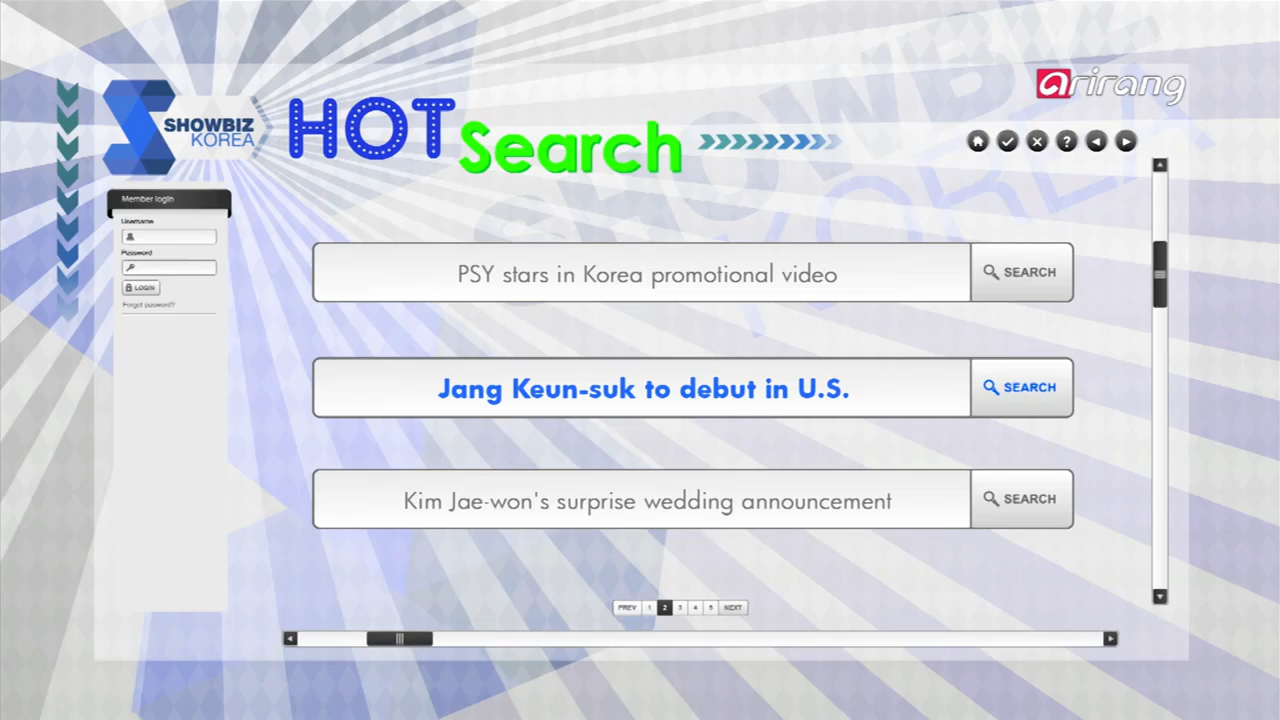 arirang
SHOWBIZ
KOREA
HOT
Search
Member login
Username
Password
LOGIN
Forgot password?
PSY stars in Korea promotional video
SEARCH
Jang Keun-suk to debut in U.S.
SEARCH
Kim Jae-won's surprise wedding announcement
SEARCH
PREV 1 2 3 4 5 NEXT
SHOWBIZ
KOREA